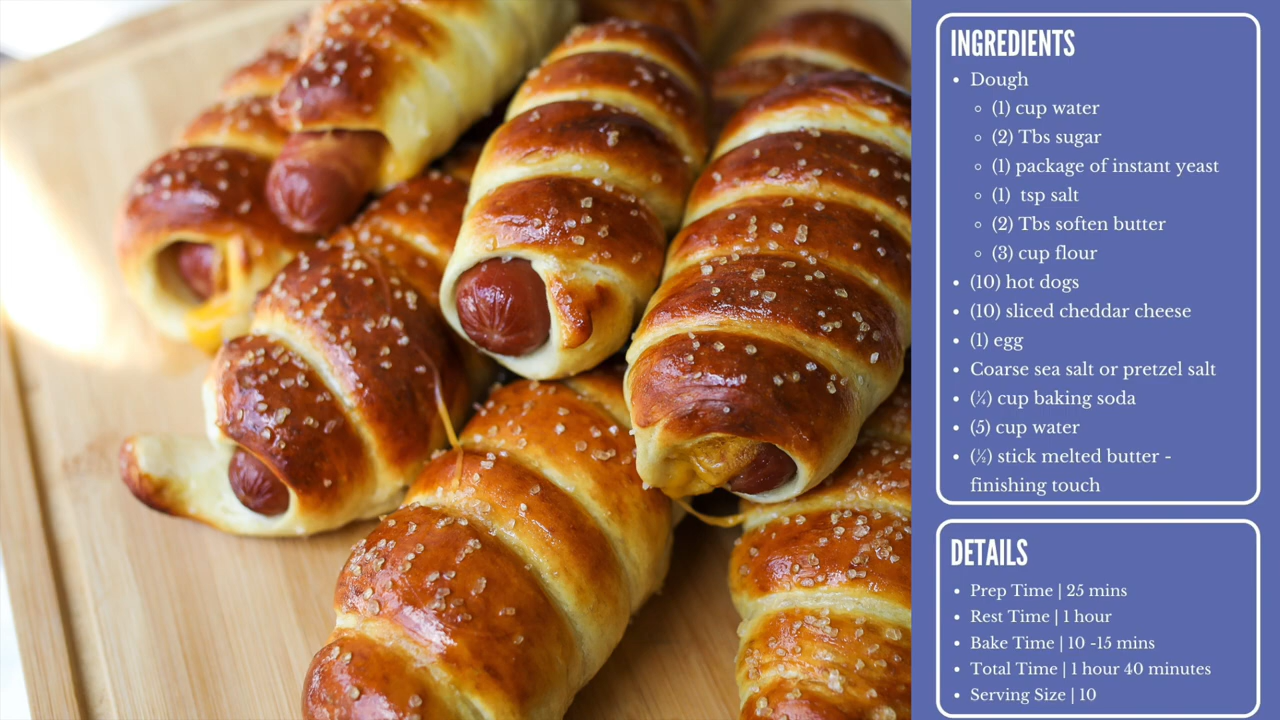 INGREDIENTS
• Dough
◦ (1) cup water
◦ (2) Tbs sugar
◦ (1) package of instant yeast
◦ (1)  tsp salt
◦ (2) Tbs soften butter
◦ (3) cup flour
• (10) hot dogs
• (10) sliced cheddar cheese
• (1) egg
• Coarse sea salt or pretzel salt
• (¼) cup baking soda
• (5) cup water
• (½) stick melted butter -
finishing touch
DETAILS
• Prep Time | 25 mins
• Rest Time | 1 hour
• Bake Time | 10 -15 mins
• Total Time | 1 hour 40 minutes
• Serving Size | 10